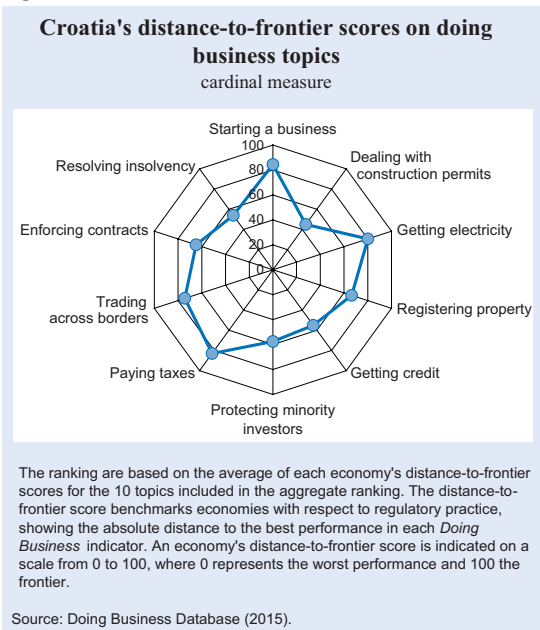 Croatia's distance-to-frontier scores on doing
business topics
cardinal measure
Starting a business
100
80
60
40
20
0
Dealing with
construction permits
Getting electricity
Registering property
Getting credit
Protecting minority
investors
Paying taxes
Trading
across borders
Enforcing contracts
Resolving insolvency
The ranking are based on the average of each economy's distance-to-frontier
scores for the 10 topics included in the aggregate ranking. The distance-to-
frontier score benchmarks economies with respect to regulatory practice,
showing the absolute distance to the best performance in each Doing
Business indicator. An economy's distance-to-frontier score is indicated on a
scale from 0 to 100, where 0 represents the worst performance and 100 the
frontier.
Source: Doing Business Database (2015).